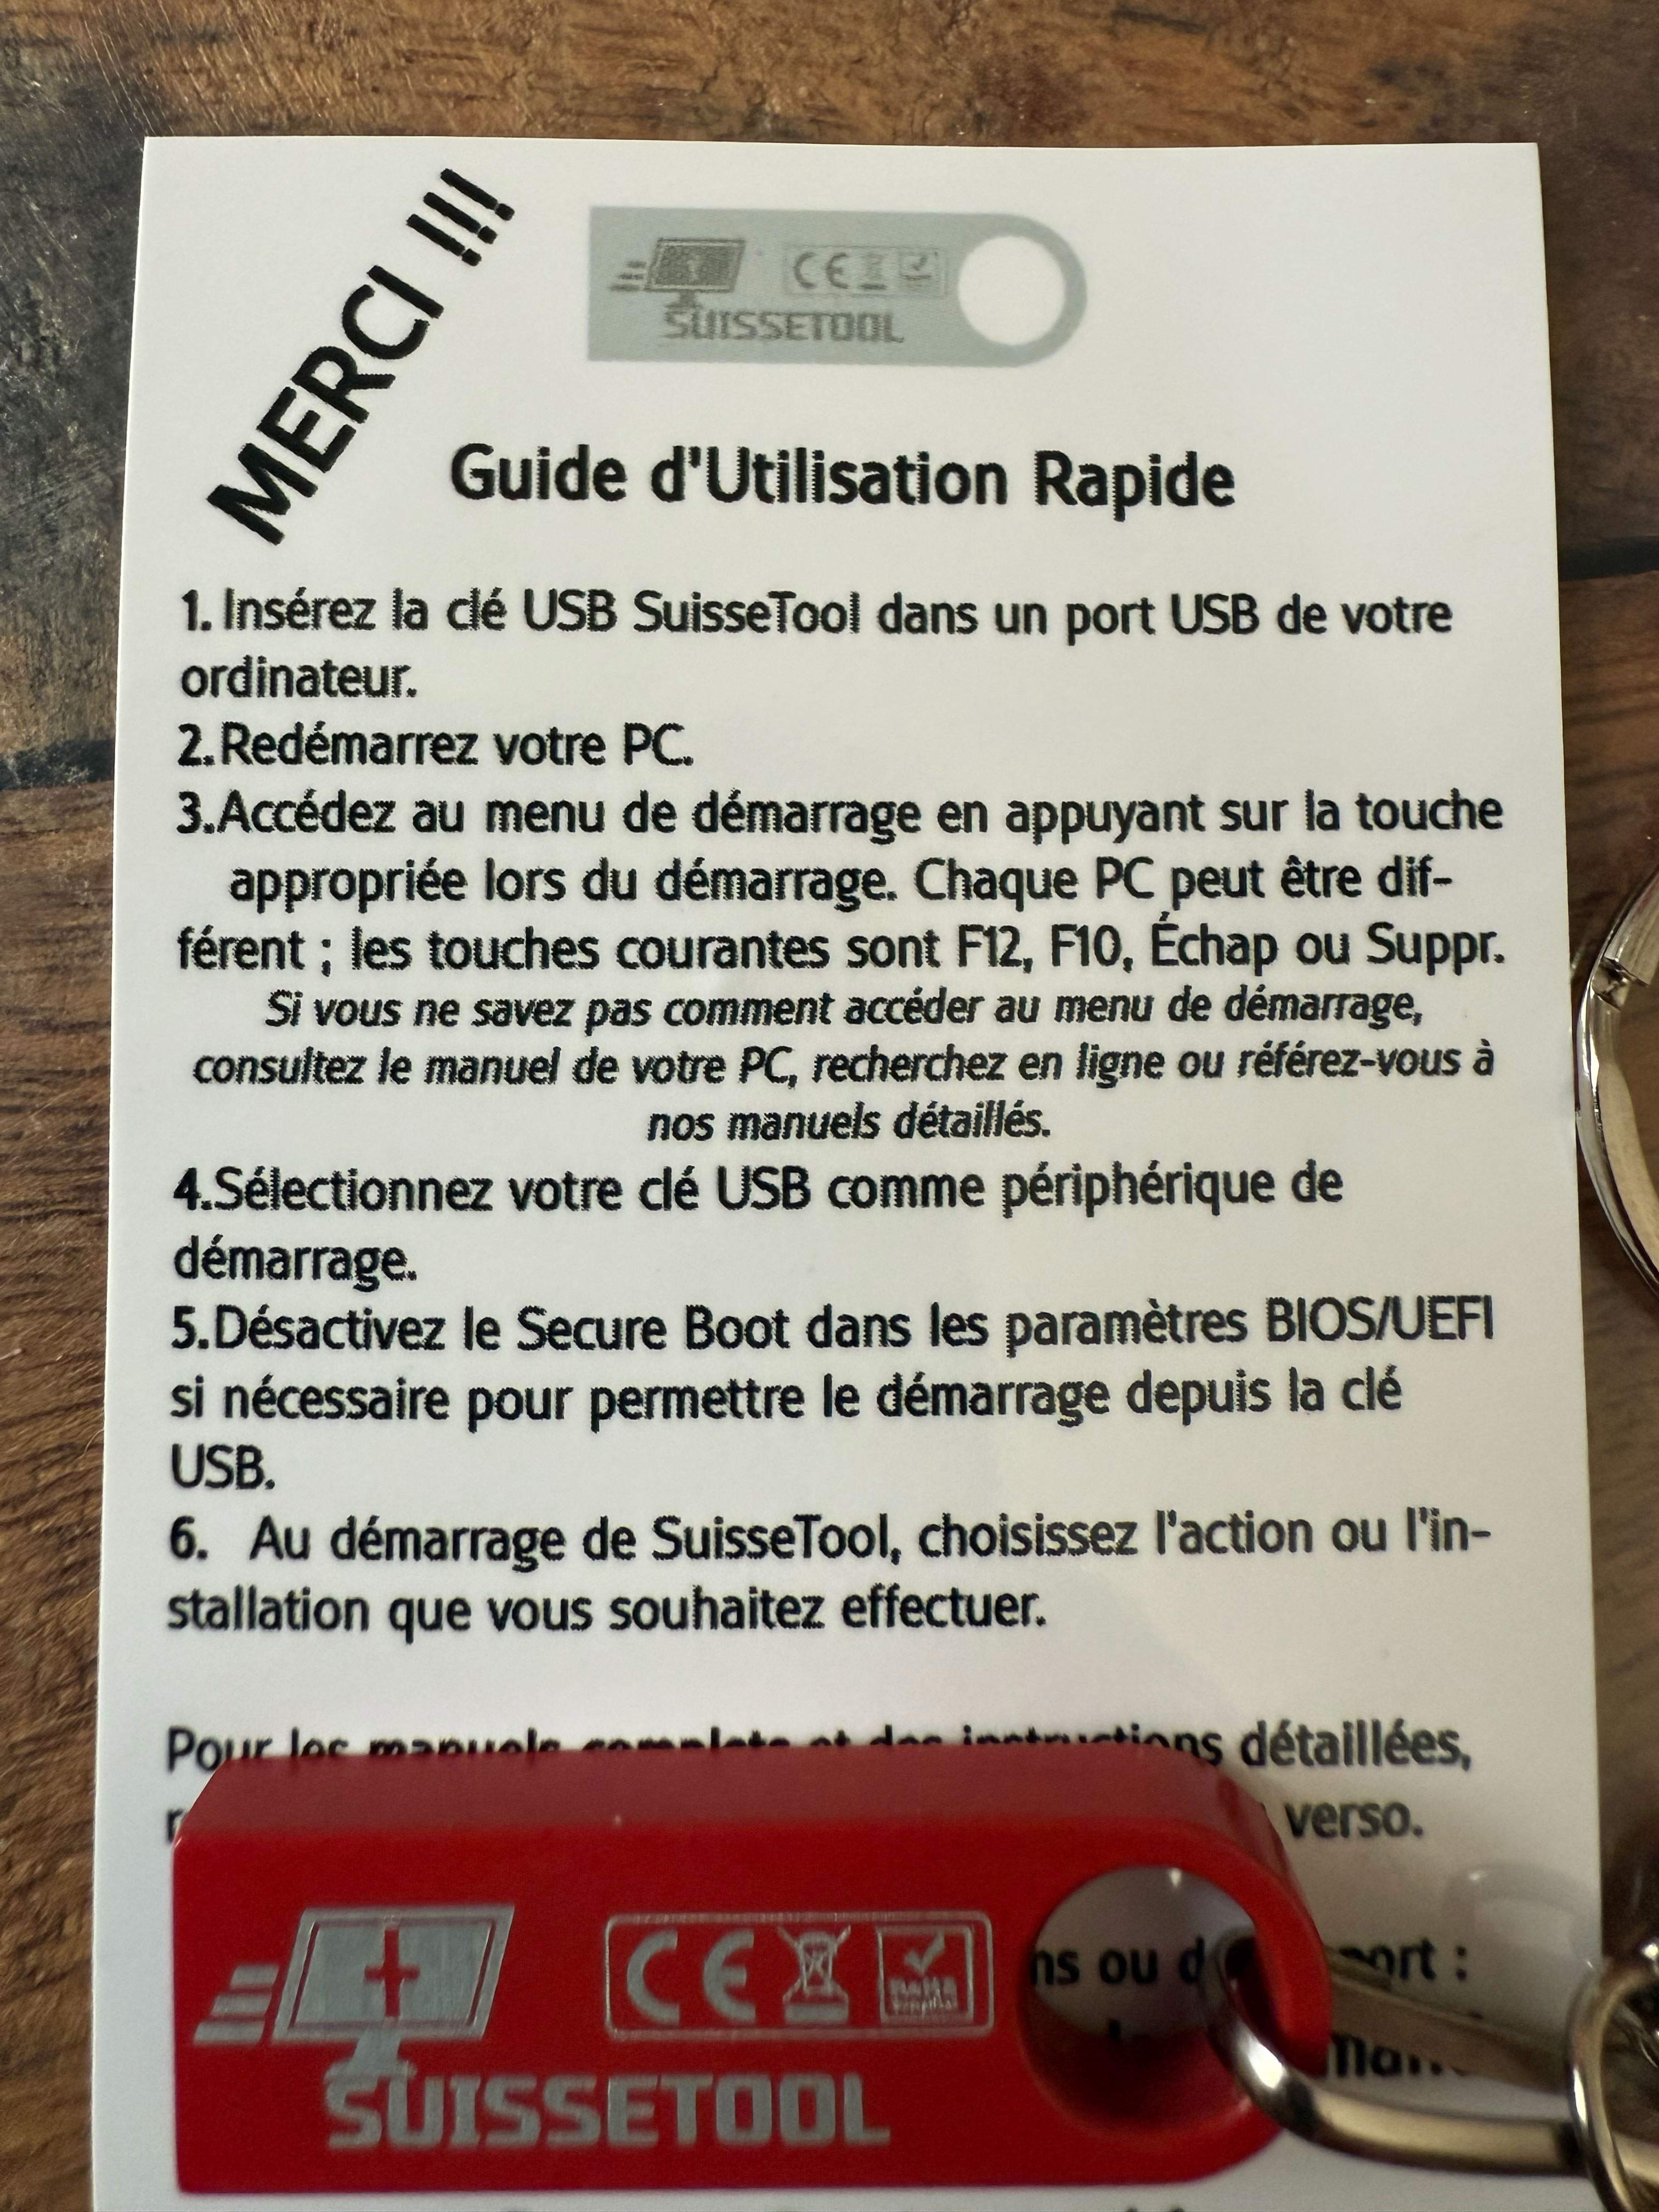 MERCI !!!
CE
SUISSETOOL
Guide d'Utilisation Rapide
1. Insérez la clé USB SuisseTool dans un port USB de votre
ordinateur.
2.Redémarrez votre PC.
3.Accédez au menu de démarrage en appuyant sur la touche
appropriée lors du démarrage. Chaque PC peut être dif-
férent ; les touches courantes sont F12, F10, Échap ou Suppr.
Si vous ne savez pas comment accéder au menu de démarrage,
consultez le manuel de votre PC, recherchez en ligne ou référez-vous à
nos manuels détaillés.
4.Sélectionnez votre clé USB comme périphérique de
démarrage.
5.Désactivez le Secure Boot dans les paramètres BIOS/UEFI
si nécessaire pour permettre le démarrage depuis la clé
USB.
6. Au démarrage de SuisseTool, choisissez l'action ou l'in-
stallation que vous souhaitez effectuer.
Pour les manuels complets et des instructions détaillées,
verso.
ou
CE
SUISSETOOL